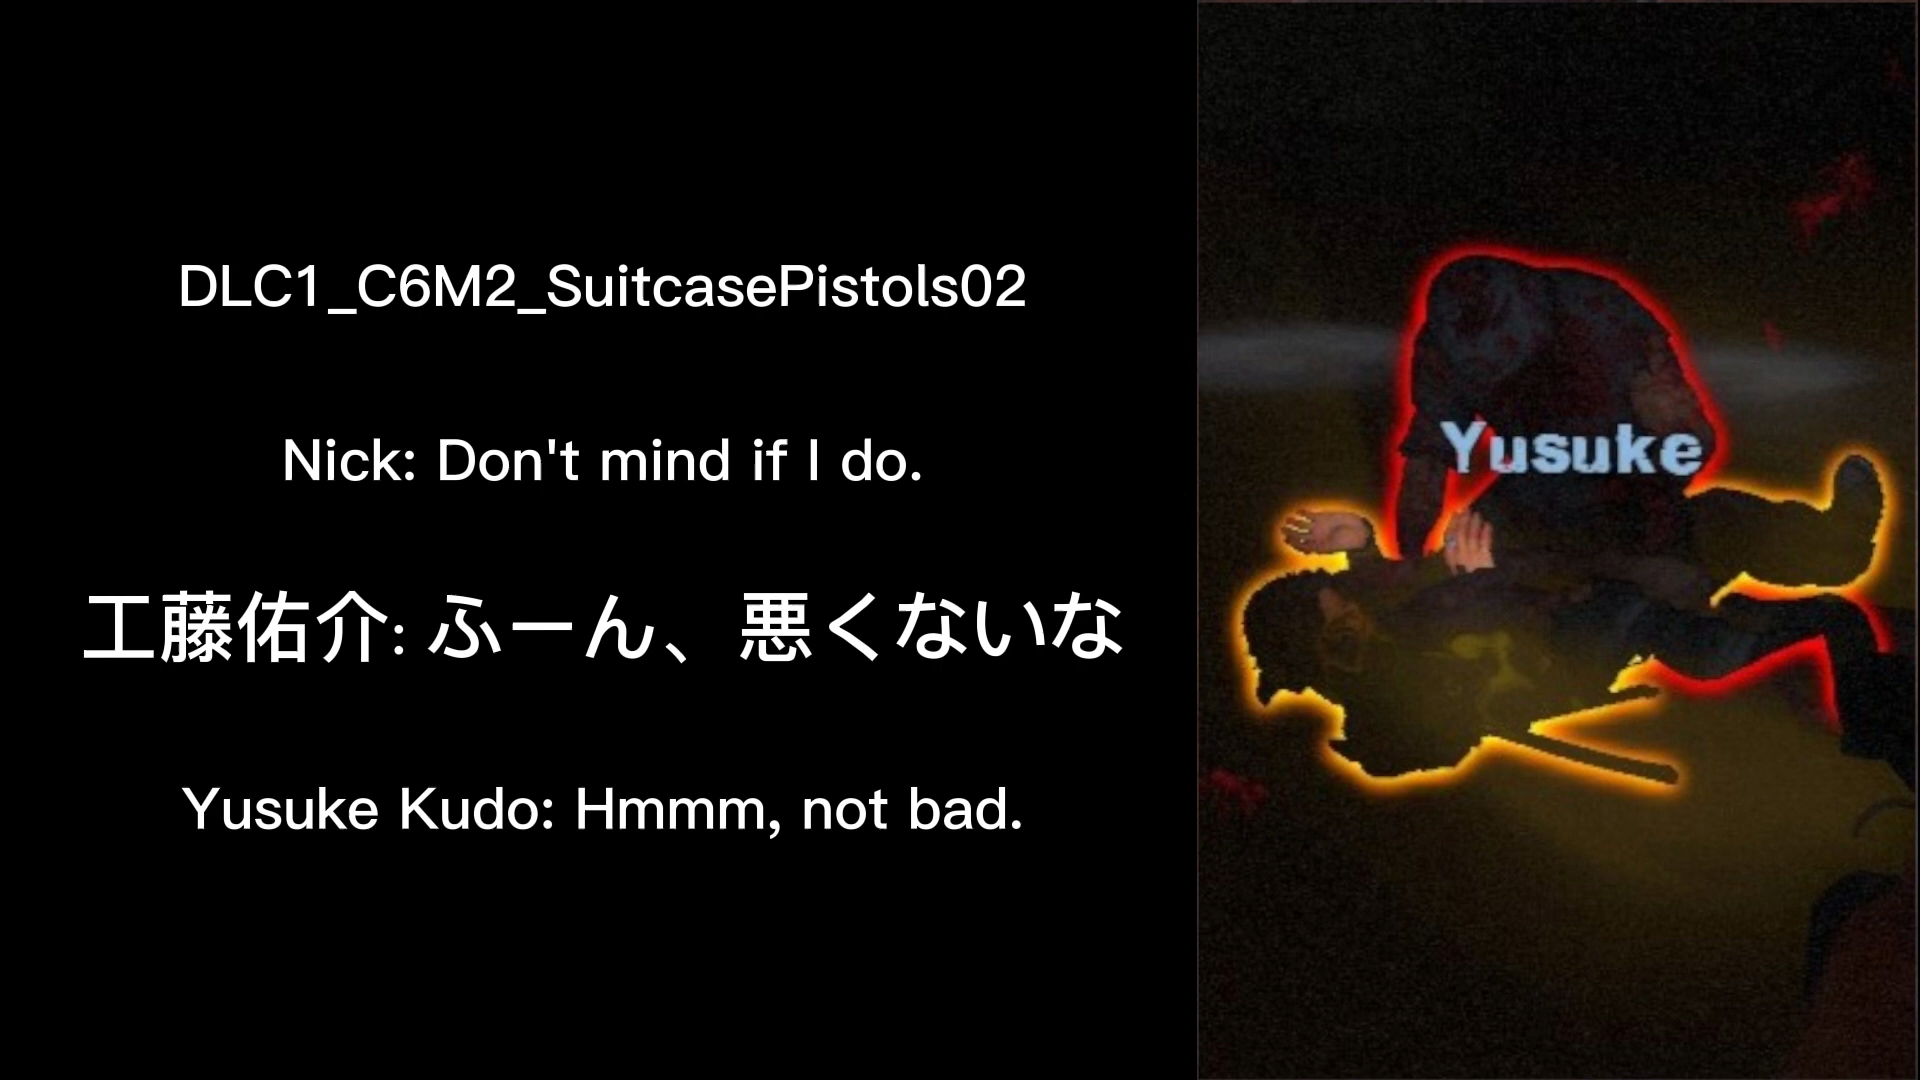 DLC1_C6M2_SuitcasePistols02
Nick: Don't mind if I do.
工藤佑介: ふーん、悪くないな
Yusuke Kudo: Hmmm, not bad.
Yusuke